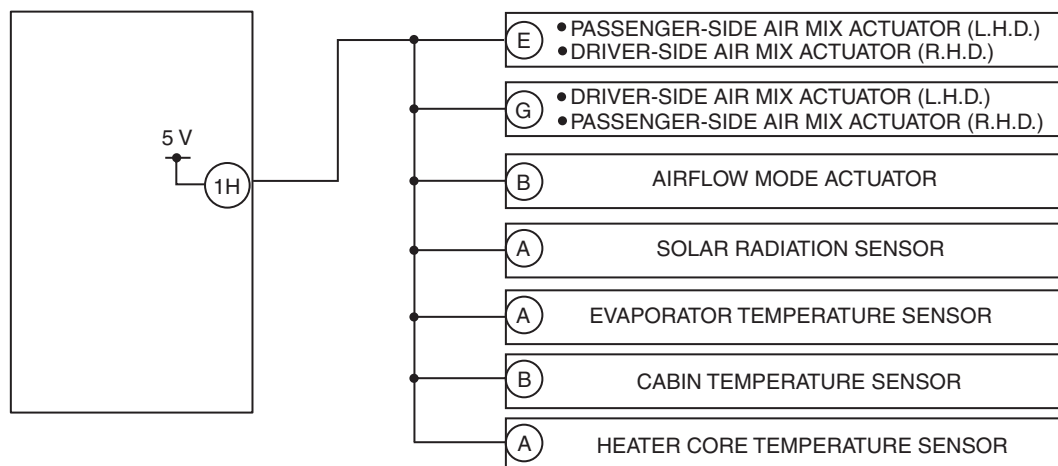 5 V
1H
E
• PASSENGER-SIDE AIR MIX ACTUATOR (L.H.D.)
• DRIVER-SIDE AIR MIX ACTUATOR (R.H.D.)
G
• DRIVER-SIDE AIR MIX ACTUATOR (L.H.D.)
• PASSENGER-SIDE AIR MIX ACTUATOR (R.H.D.)
B AIRFLOW MODE ACTUATOR
A SOLAR RADIATION SENSOR
A EVAPORATOR TEMPERATURE SENSOR
B CABIN TEMPERATURE SENSOR
A HEATER CORE TEMPERATURE SENSOR